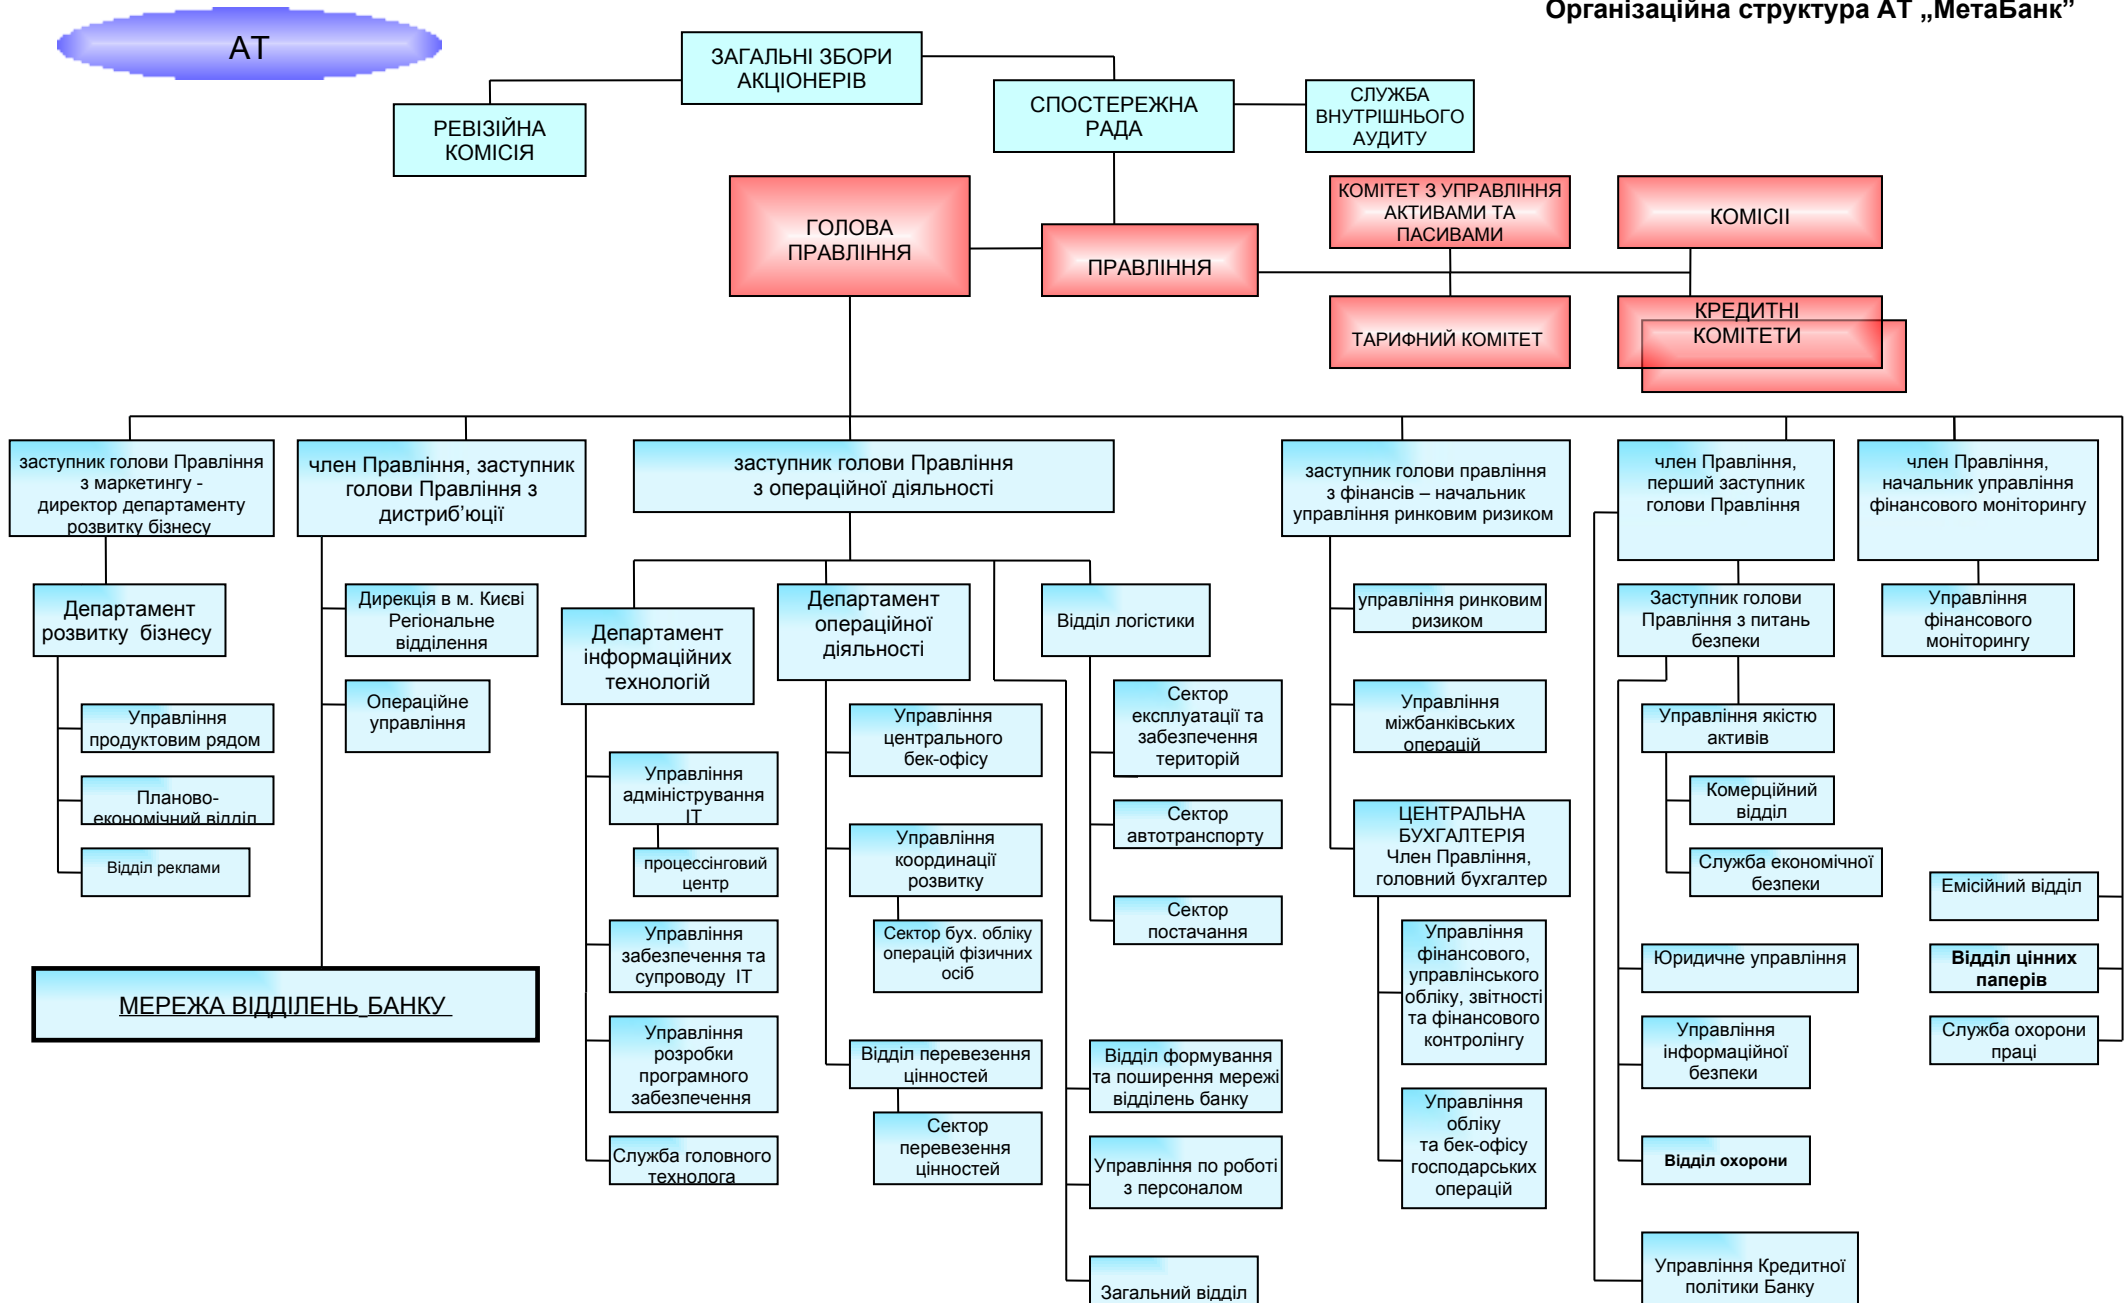 Організаційна структура АТ „МетаБанк”
АТ
ЗАГАЛЬНІ ЗБОРИ
АКЦІОНЕРІВ
РЕВІЗІЙНА
КОМІСІЯ
СПОСТЕРЕЖНА
РАДА
СЛУЖБА
ВНУТРІШНЬОГО
АУДИТУ
ГОЛОВА
ПРАВЛІННЯ
ПРАВЛІННЯ
КОМІТЕТ З УПРАВЛІННЯ
АКТИВАМИ ТА
ПАСИВАМИ
КОМІСІІ
ТАРИФНИЙ КОМІТЕТ
КРЕДИТНІ
КОМІТЕТИ
заступник голови Правління
з маркетингу -
директор департаменту
розвитку бізнесу
член Правління, заступник
голови Правління з
дистриб’юції
заступник голови Правління
з операційної діяльності
заступник голови правління
з фінансів – начальник
управління ринковим ризиком
член Правління,
перший заступник
голови Правління
член Правління,
начальник управління
фінансового моніторингу
Департамент
розвитку бізнесу
Управління
продуктовим рядом
Планово-
економічний відділ
Відділ реклами
Дирекція в м. Києві
Регіональне
відділення
Операційне
управління
МЕРЕЖА ВІДДІЛЕНЬ БАНКУ
Департамент
інформаційних
технологій
Управління
адміністрування
ІТ
процессінговий
центр
Управління
забезпечення та
супроводу ІТ
Управління
розробки
програмного
забезпечення
Служба головного
технолога
Департамент
операційної
діяльності
Управління
центрального
бек-офісу
Управління
координації
розвитку
Сектор бух. обліку
операцій фізичних
осіб
Відділ перевезення
цінностей
Сектор
перевезення
цінностей
Відділ логістики
Сектор
експлуатації та
забезпечення
територій
Сектор
автотранспорту
Сектор
постачання
Відділ формування
та поширення мережі
відділень банку
Управління по роботі
з персоналом
Загальний відділ
управління ринковим
ризиком
Управління
міжбанківських
операцій
ЦЕНТРАЛЬНА
БУХГАЛТЕРІЯ
Член Правління,
головний бухгалтер
Управління
фінансового,
управлінського
обліку, звітності
та фінансового
контролінгу
Управління
обліку
та бек-офісу
господарських
операцій
Заступник голови
Правління з питань
безпеки
Управління якістю
активів
Комерційний
відділ
Служба економічної
безпеки
Юридичне управління
Управління
інформаційної
безпеки
Відділ охорони
Управління Кредитної
політики Банку
Управління
фінансового
моніторингу
Емісійний відділ
Відділ цінних
паперів
Служба охорони
праці